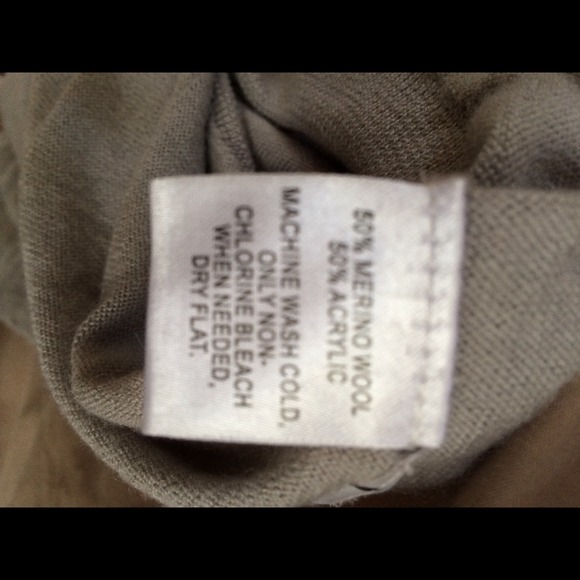 50% MERINO WOOL
50% ACRYLIC
MACHINE WASH COLD,
ONLY NON-
CHLORINE BLEACH
WHEN NEEDED,
DRY FLAT.